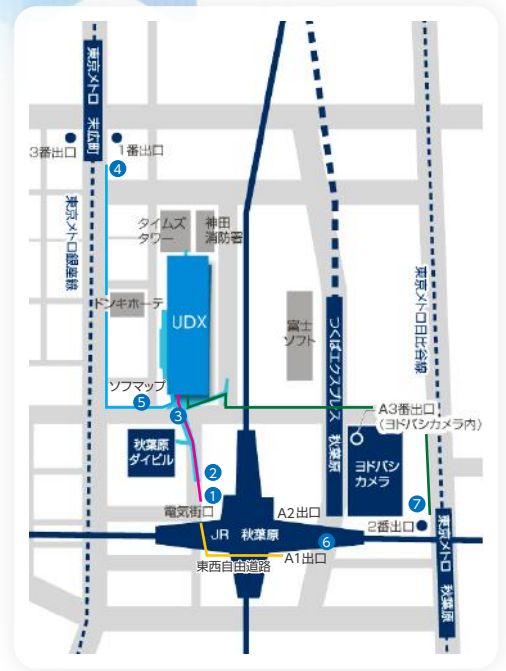 東京メトロ 末広町
3番出口
1番出口
4
東京メトロ銀座線
タイムズ
タワー
神田
消防署
ドンキホーテ
UDX
富士
ソフト
つくばエクスプレス 秋葉原
東京メトロ日比谷線
ソフマップ
5
3
A3番出口
(ヨドバシカメラ内)
秋葉原
ダイビル
ヨドバシ
カメラ
2
1
電気街口
A2出口
7
2番出口
JR 秋葉原
6
東西自由道路
A1出口
東京メトロ 秋葉原